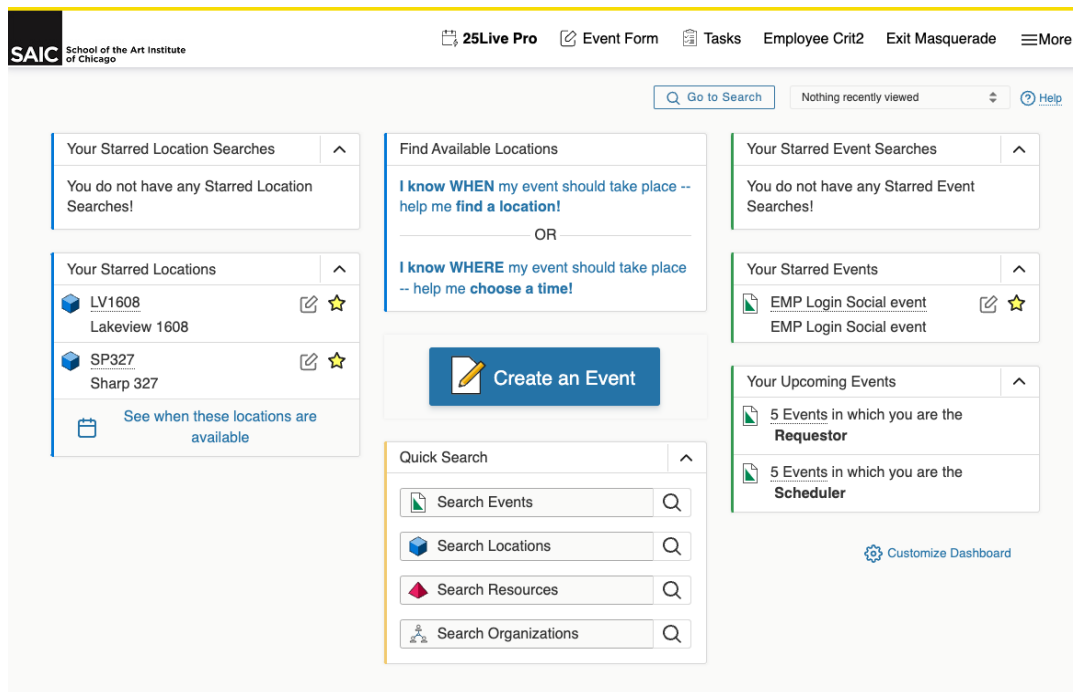 SAIC School of the Art Institute
of Chicago
25Live Pro Event Form Tasks Employee Crit2 Exit Masquerade More
Go to Search Nothing recently viewed Help
Your Starred Location Searches
You do not have any Starred Location
Searches!
Your Starred Locations
LV1608
Lakeview 1608
SP327
Sharp 327
See when these locations are
available
Find Available Locations
I know WHEN my event should take place --
help me find a location!
OR
I know WHERE my event should take place
-- help me choose a time!
Create an Event
Quick Search
Search Events
Search Locations
Search Resources
Search Organizations
Your Starred Event Searches
You do not have any Starred Event
Searches!
Your Starred Events
EMP Login Social event
EMP Login Social event
Your Upcoming Events
5 Events in which you are the
Requestor
5 Events in which you are the
Scheduler
Customize Dashboard